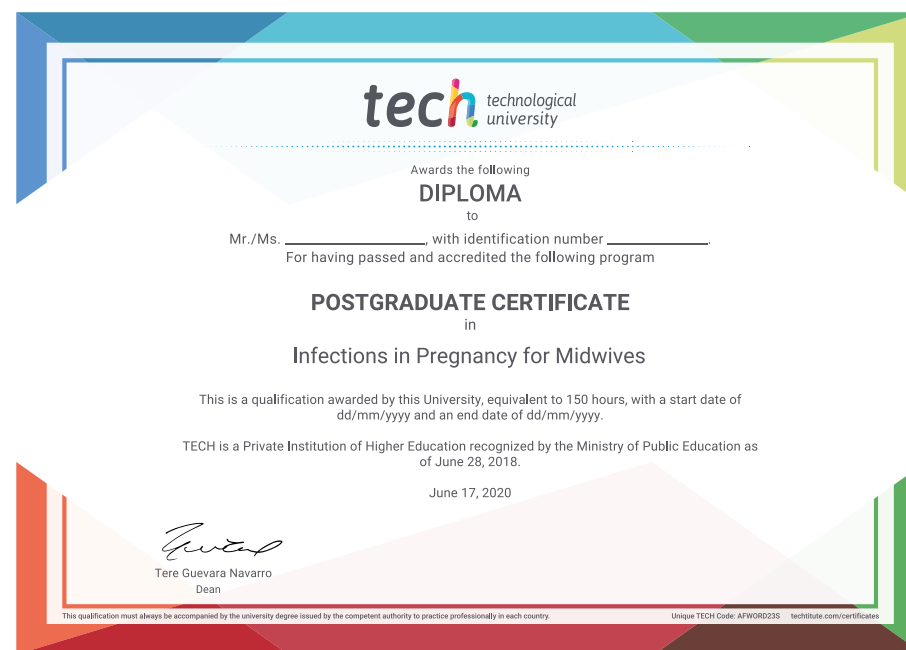 tech technological
university
Awards the following
DIPLOMA
to
Mr./Ms. ____________, with identification number ____________.
For having passed and accredited the following program
POSTGRADUATE CERTIFICATE
in
Infections in Pregnancy for Midwives
This is a qualification awarded by this University, equivalent to 150 hours, with a start date of
dd/mm/yyyy and an end date of dd/mm/yyyy.
TECH is a Private Institution of Higher Education recognized by the Ministry of Public Education as
of June 28, 2018.
June 17, 2020
Tere Guevara Navarro
Dean
This qualification must always be accompanied by the university degree issued by the competent authority to practice professionally in each country.
Unique TECH Code: AFWORD23S techtitute.com/certificates